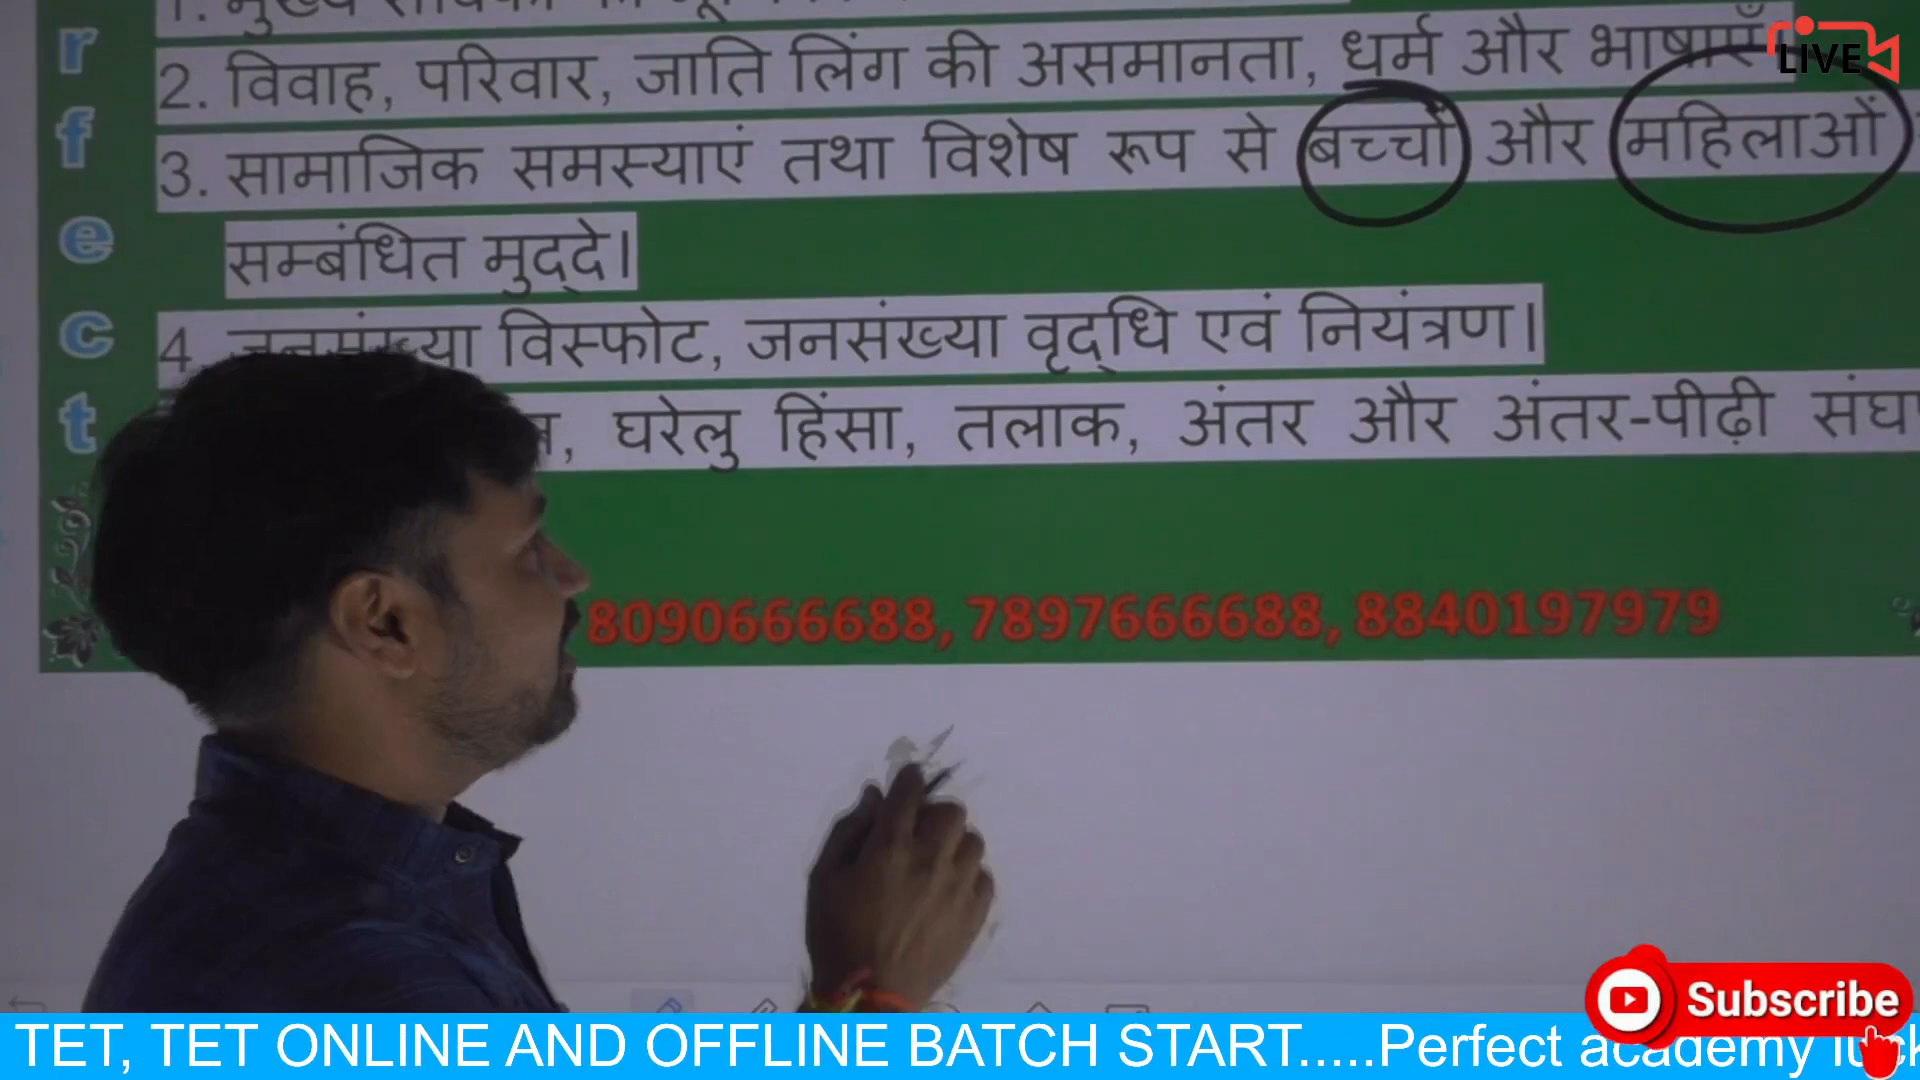 LIVE
2. विवाह, परिवार, जाति लिंग की असमानता, धर्म और भाषाएँ
3. सामाजिक समस्याएं तथा विशेष रूप से बच्चों और महिलाओं
सम्बंधित मुद्दे।
4. जनसंख्या विस्फोट, जनसंख्या वृद्धि एवं नियंत्रण।
घरेलु हिंसा, तलाक, अंतर और अंतर-पीढ़ी
r
f
e
c
t
8090666688, 7897666688, 8840197979
Subscribe
TET, TET ONLINE AND OFFLINE BATCH START.....Perfect academy